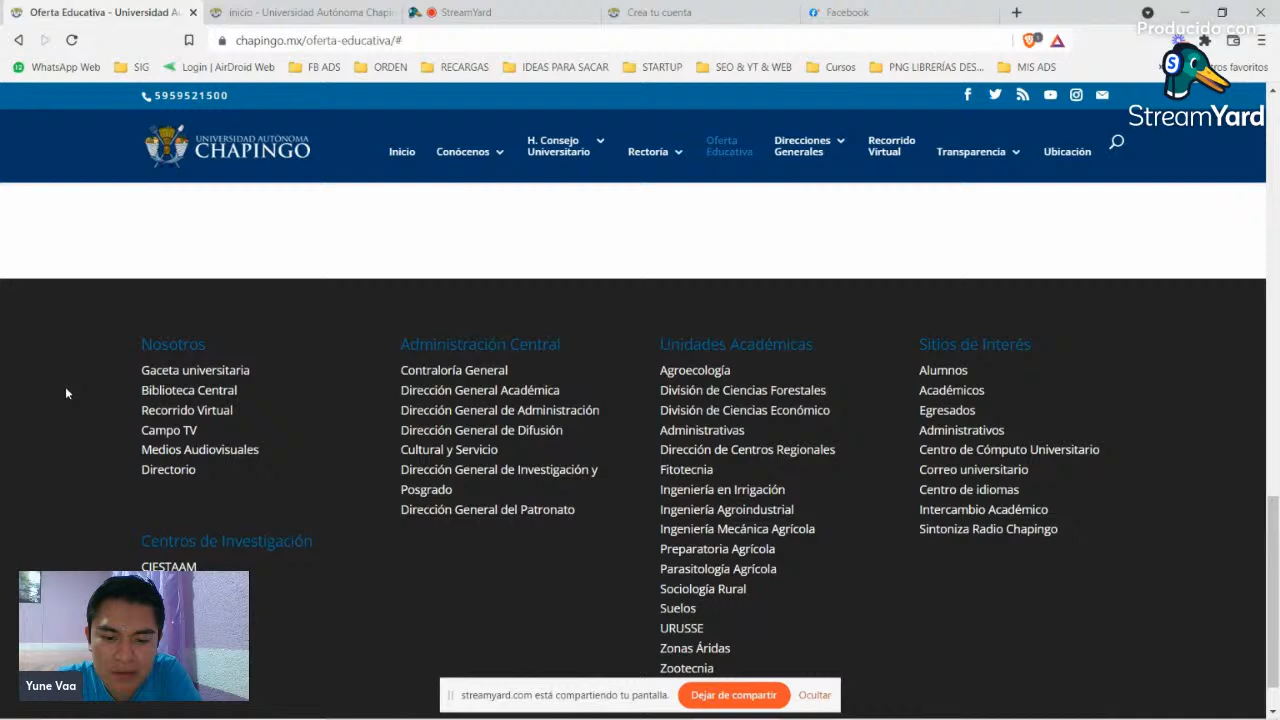 Oferta Educativa - Universidad A
inicio - Universidad Autónoma Chapin
StreamYard
Crea tu cuenta
Facebook
chapingo.mx/oferta-educativa/#
Producido con
StreamYard
WhatsApp Web
SIG
Login | AirDroid Web
FB ADS
ORDEN
RECARGAS
IDEAS PARA SACAR
STARTUP
SEO & YT & WEB
Cursos
PNG LIBRERÍAS DES...
MIS ADS
favoritos
5959521500
UNIVERSIDAD AUTÓNOMA
CHAPINGO
Inicio
Conócenos
H. Consejo
Universitario
Rectoría
Oferta
Educativa
Direcciones
Generales
Recorrido
Virtual
Transparencia
Ubicación
Nosotros
Gaceta universitaria
Biblioteca Central
Recorrido Virtual
Campo TV
Medios Audiovisuales
Directorio
Centros de Investigación
CIESTAAM
Administración Central
Contraloría General
Dirección General Académica
Dirección General de Administración
Dirección General de Difusión
Cultural y Servicio
Dirección General de Investigación y
Posgrado
Dirección General del Patronato
Unidades Académicas
Agroecología
División de Ciencias Forestales
División de Ciencias Económico
Administrativas
Dirección de Centros Regionales
Fitotecnia
Ingeniería en Irrigación
Ingeniería Agroindustrial
Ingeniería Mecánica Agrícola
Preparatoria Agrícola
Parasitología Agrícola
Sociología Rural
Suelos
URUSSE
Zonas Áridas
Zootecnia
Sitios de Interés
Alumnos
Académicos
Egresados
Administrativos
Centro de Cómputo Universitario
Correo universitario
Centro de idiomas
Intercambio Académico
Sintoniza Radio Chapingo
Yune Vaa
streamyard.com está compartiendo tu pantalla.
Dejar de compartir
Ocultar